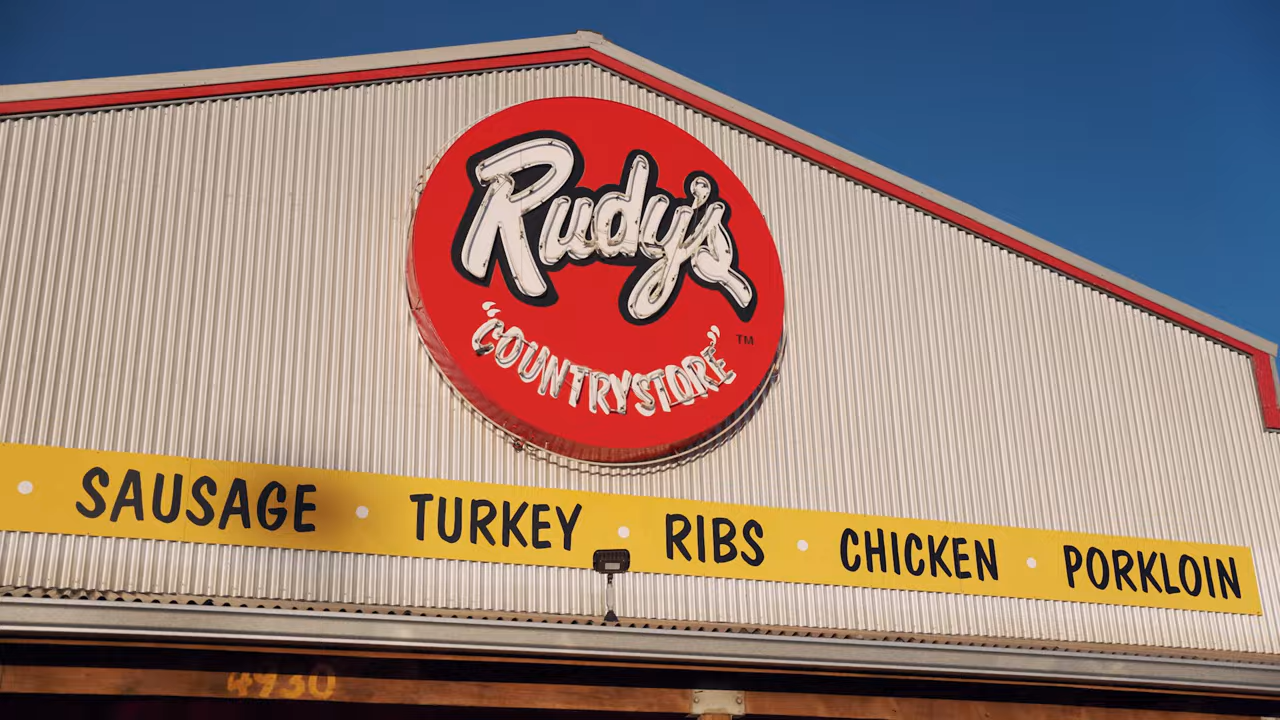 Rudy's
"COUNTRYSTORE"
TM
SAUSAGE • TURKEY • RIBS • CHICKEN • PORKLOIN
4930